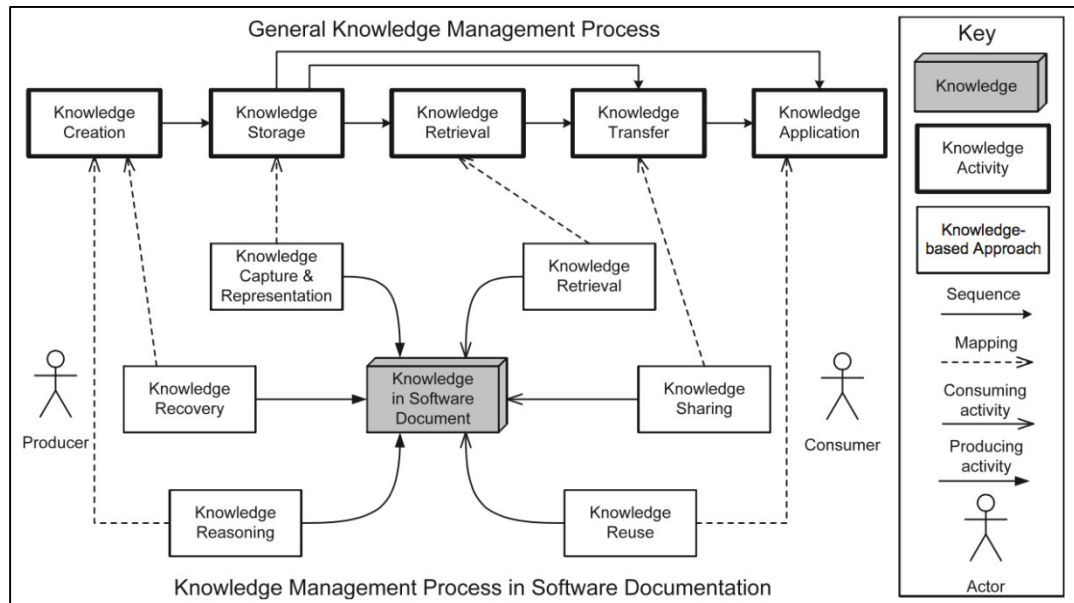 General Knowledge Management Process
Knowledge
Creation
Knowledge
Storage
Knowledge
Retrieval
Knowledge
Transfer
Knowledge
Application
Knowledge
Capture &
Representation
Knowledge
Retrieval
Knowledge
Recovery
Knowledge
in Software
Document
Knowledge
Sharing
Producer
Consumer
Knowledge
Reasoning
Knowledge
Reuse
Knowledge Management Process in Software Documentation
Key
Knowledge
Knowledge
Activity
Knowledge-
based Approach
Sequence
Mapping
Consuming
activity
Producing
activity
Actor